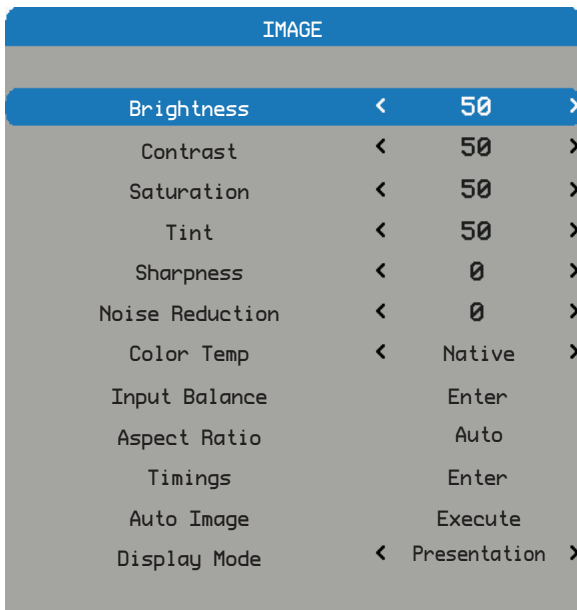 IMAGE
Brightness < 50 >
Contrast < 50 >
Saturation < 50 >
Tint < 50 >
Sharpness < 0 >
Noise Reduction < 0 >
Color Temp < Native >
Input Balance Enter
Aspect Ratio Auto
Timings Enter
Auto Image Execute
Display Mode < Presentation >